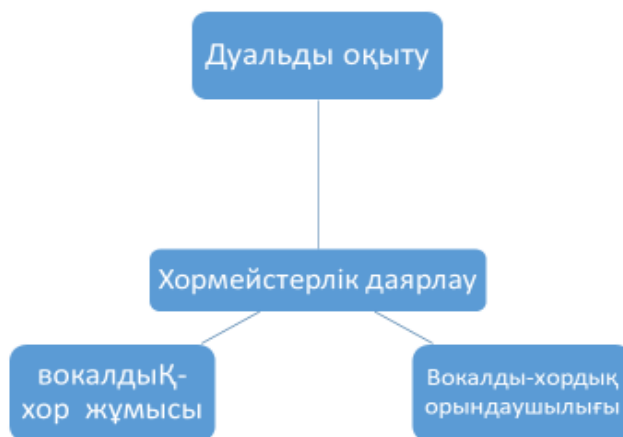 Дуальды оқыту
Хормейстерлік даярлау
вокалдыҚ-
хор жұмысы
Вокалды-хордық
орындаушылығы